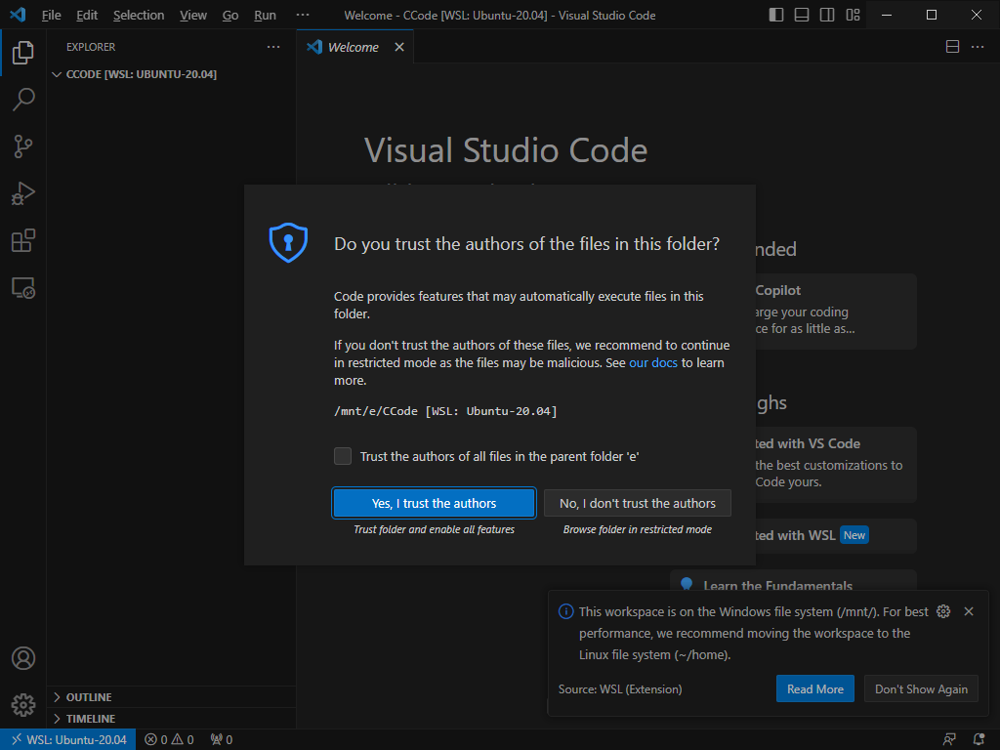 File Edit Selection View Go Run ··· Welcome - CCode [WSL: Ubuntu-20.04] - Visual Studio Code
EXPLORER
Welcome
CCODE [WSL: UBUNTU-20.04]
Visual Studio Code
Do you trust the authors of the files in this folder?
Code provides features that may automatically execute files in this
folder.
If you don't trust the authors of these files, we recommend to continue
in restricted mode as the files may be malicious. See our docs to learn
more.
/mnt/e/CCode [WSL: Ubuntu-20.04]
Trust the authors of all files in the parent folder 'e'
Yes, I trust the authors
No, I don't trust the authors
Trust folder and enable all features
Browse folder in restricted mode
nded
Copilot
arge your coding
ce for as little as...
ghs
ted with VS Code
the best customizations to
Code yours.
ted with WSL New
Learn the Fundamentals
This workspace is on the Windows file system (/mnt/). For best
performance, we recommend moving the workspace to the
Linux file system (~/home).
Source: WSL (Extension)
Read More
Don't Show Again
OUTLINE
TIMELINE
WSL: Ubuntu-20.04 0 0 0